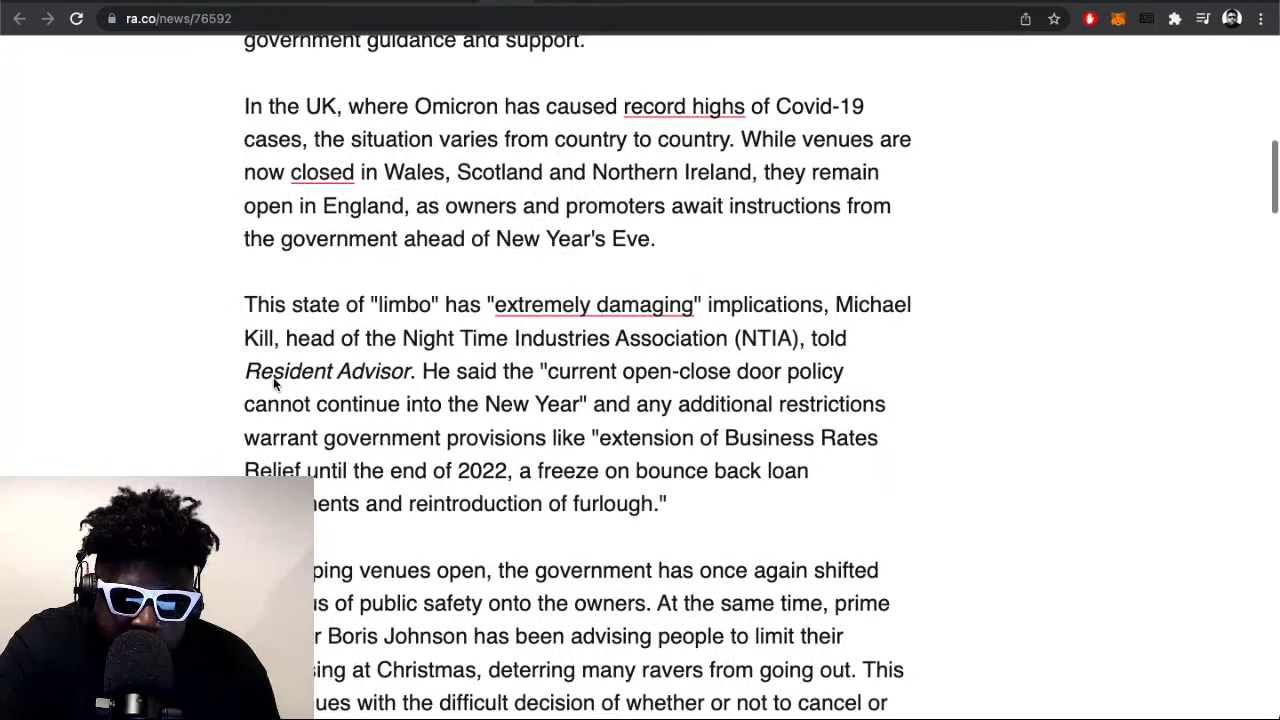 ra.co/news/76592
government guidance and support.
In the UK, where Omicron has caused record highs of Covid-19
cases, the situation varies from country to country. While venues are
now closed in Wales, Scotland and Northern Ireland, they remain
open in England, as owners and promoters await instructions from
the government ahead of New Year's Eve.
This state of "limbo" has "extremely damaging" implications, Michael
Kill, head of the Night Time Industries Association (NTIA), told
Resident Advisor. He said the "current open-close door policy
cannot continue into the New Year" and any additional restrictions
warrant government provisions like "extension of Business Rates
Relief until the end of 2022, a freeze on bounce back loan
and reintroduction of furlough."
venues open, the government has once again shifted
of public safety onto the owners. At the same time, prime
Boris Johnson has been advising people to limit their
at Christmas, deterring many ravers from going out. This
with the difficult decision of whether or not to cancel or